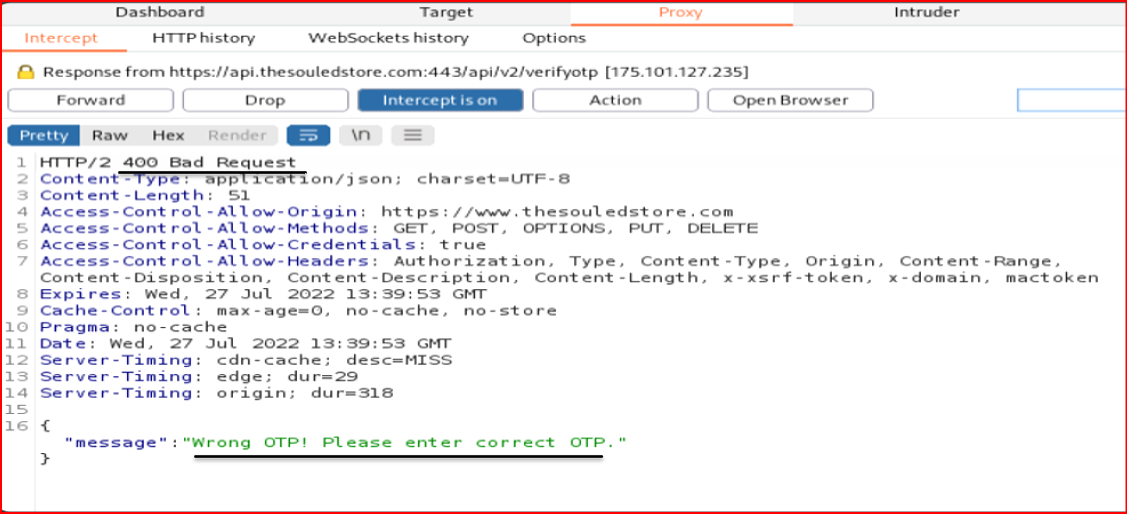 Dashboard Target Proxy Intruder
Intercept HTTP history WebSockets history Options
Response from https://api.thesouledstore.com:443/api/v2/verifyotp [175.101.127.235]
Forward Drop Intercept is on Action Open Browser
Pretty Raw Hex Render \n
1 HTTP/2 400 Bad Request
2 Content-Type: application/json; charset=UTF-8
3 Content-Length: 51
4 Access-Control-Allow-Origin: https://www.thesouledstore.com
5 Access-Control-Allow-Methods: GET, POST, OPTIONS, PUT, DELETE
6 Access-Control-Allow-Credentials: true
7 Access-Control-Allow-Headers: Authorization, Type, Content-Type, Origin, Content-Range,
Content-Disposition, Content-Description, Content-Length, x-xsrf-token, x-domain, mactoken
8 Expires: Wed, 27 Jul 2022 13:39:53 GMT
9 Cache-Control: max-age=0, no-cache, no-store
10 Pragma: no-cache
11 Date: Wed, 27 Jul 2022 13:39:53 GMT
12 Server-Timing: cdn-cache; desc=MISS
13 Server-Timing: edge; dur=29
14 Server-Timing: origin; dur=318
15
16 {
"message":"Wrong OTP! Please enter correct OTP."
}